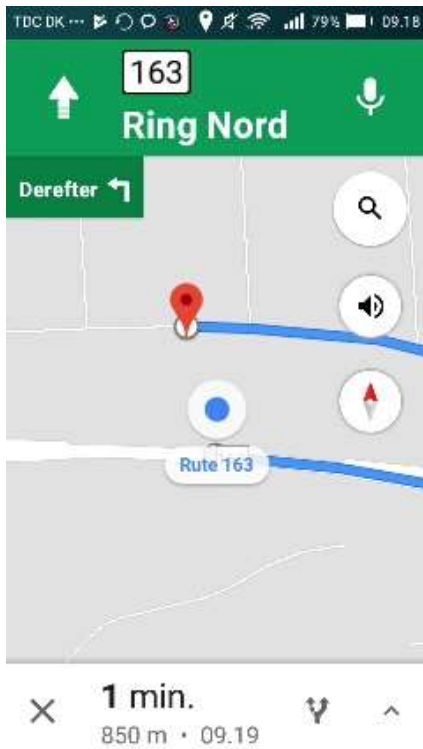 TDC DK ··· 79% 09.18
163
Ring Nord
Derefter
Rute 163
1 min.
850 m · 09.19